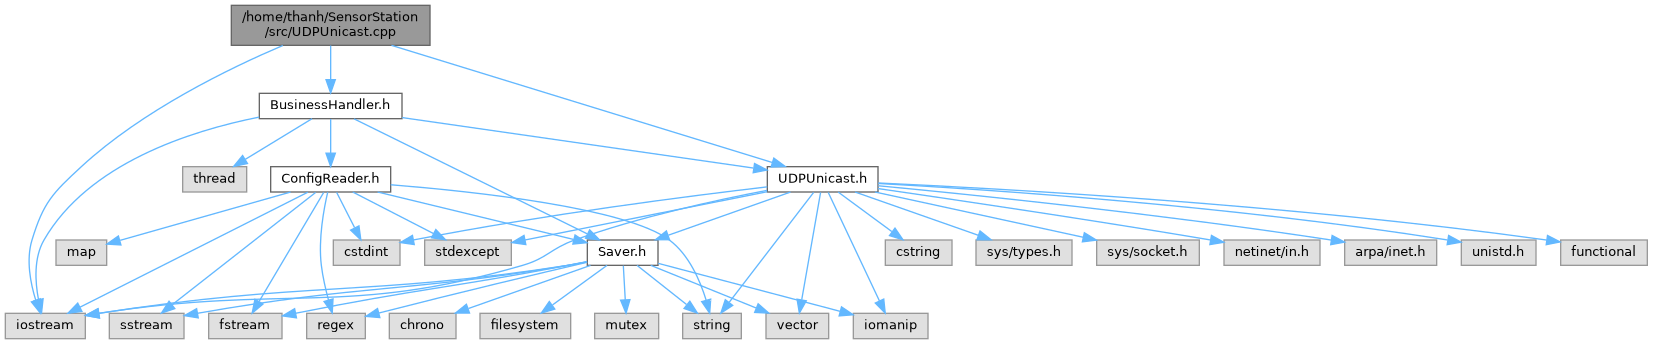 /home/thanh/SensorStation
/src/UDPUnicast.cpp
BusinessHandler.h
thread
ConfigReader.h
UDPUnicast.h
map
cstdint
stdexcept
Saver.h
cstring
sys/types.h
sys/socket.h
netinet/in.h
arpa/inet.h
unistd.h
functional
iostream
sstream
fstream
regex
chrono
filesystem
mutex
string
vector
iomanip